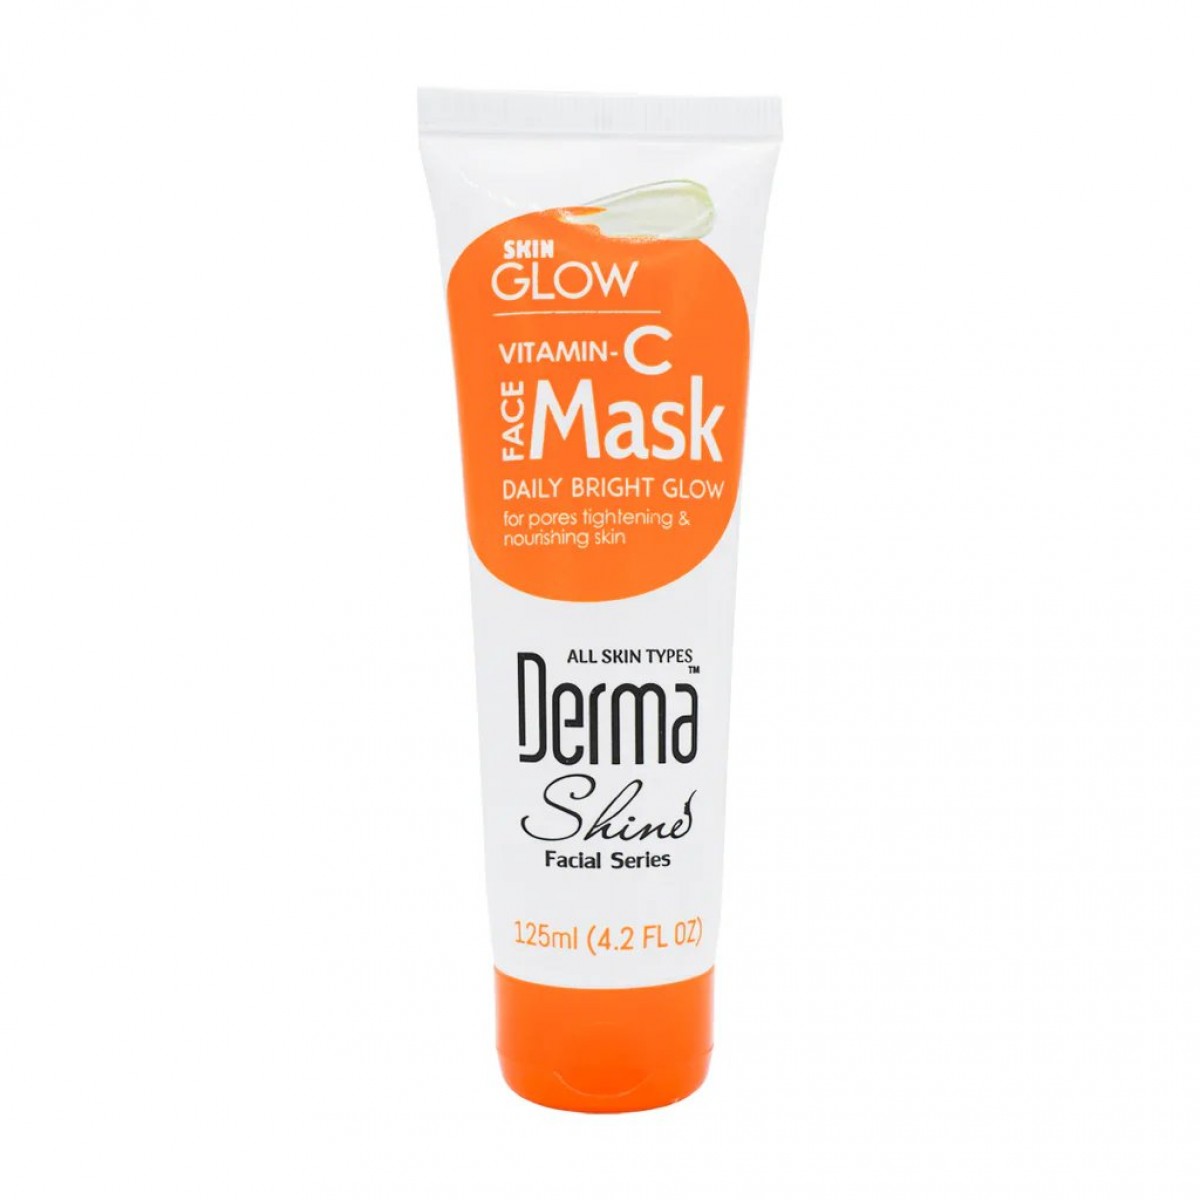 SKIN
GLOW
VITAMIN-C
FACE Mask
DAILY BRIGHT GLOW
for pores tightening &
nourishing skin
ALL SKIN TYPES
Derma™
Shine
Facial Series
125ml (4.2 FL OZ)